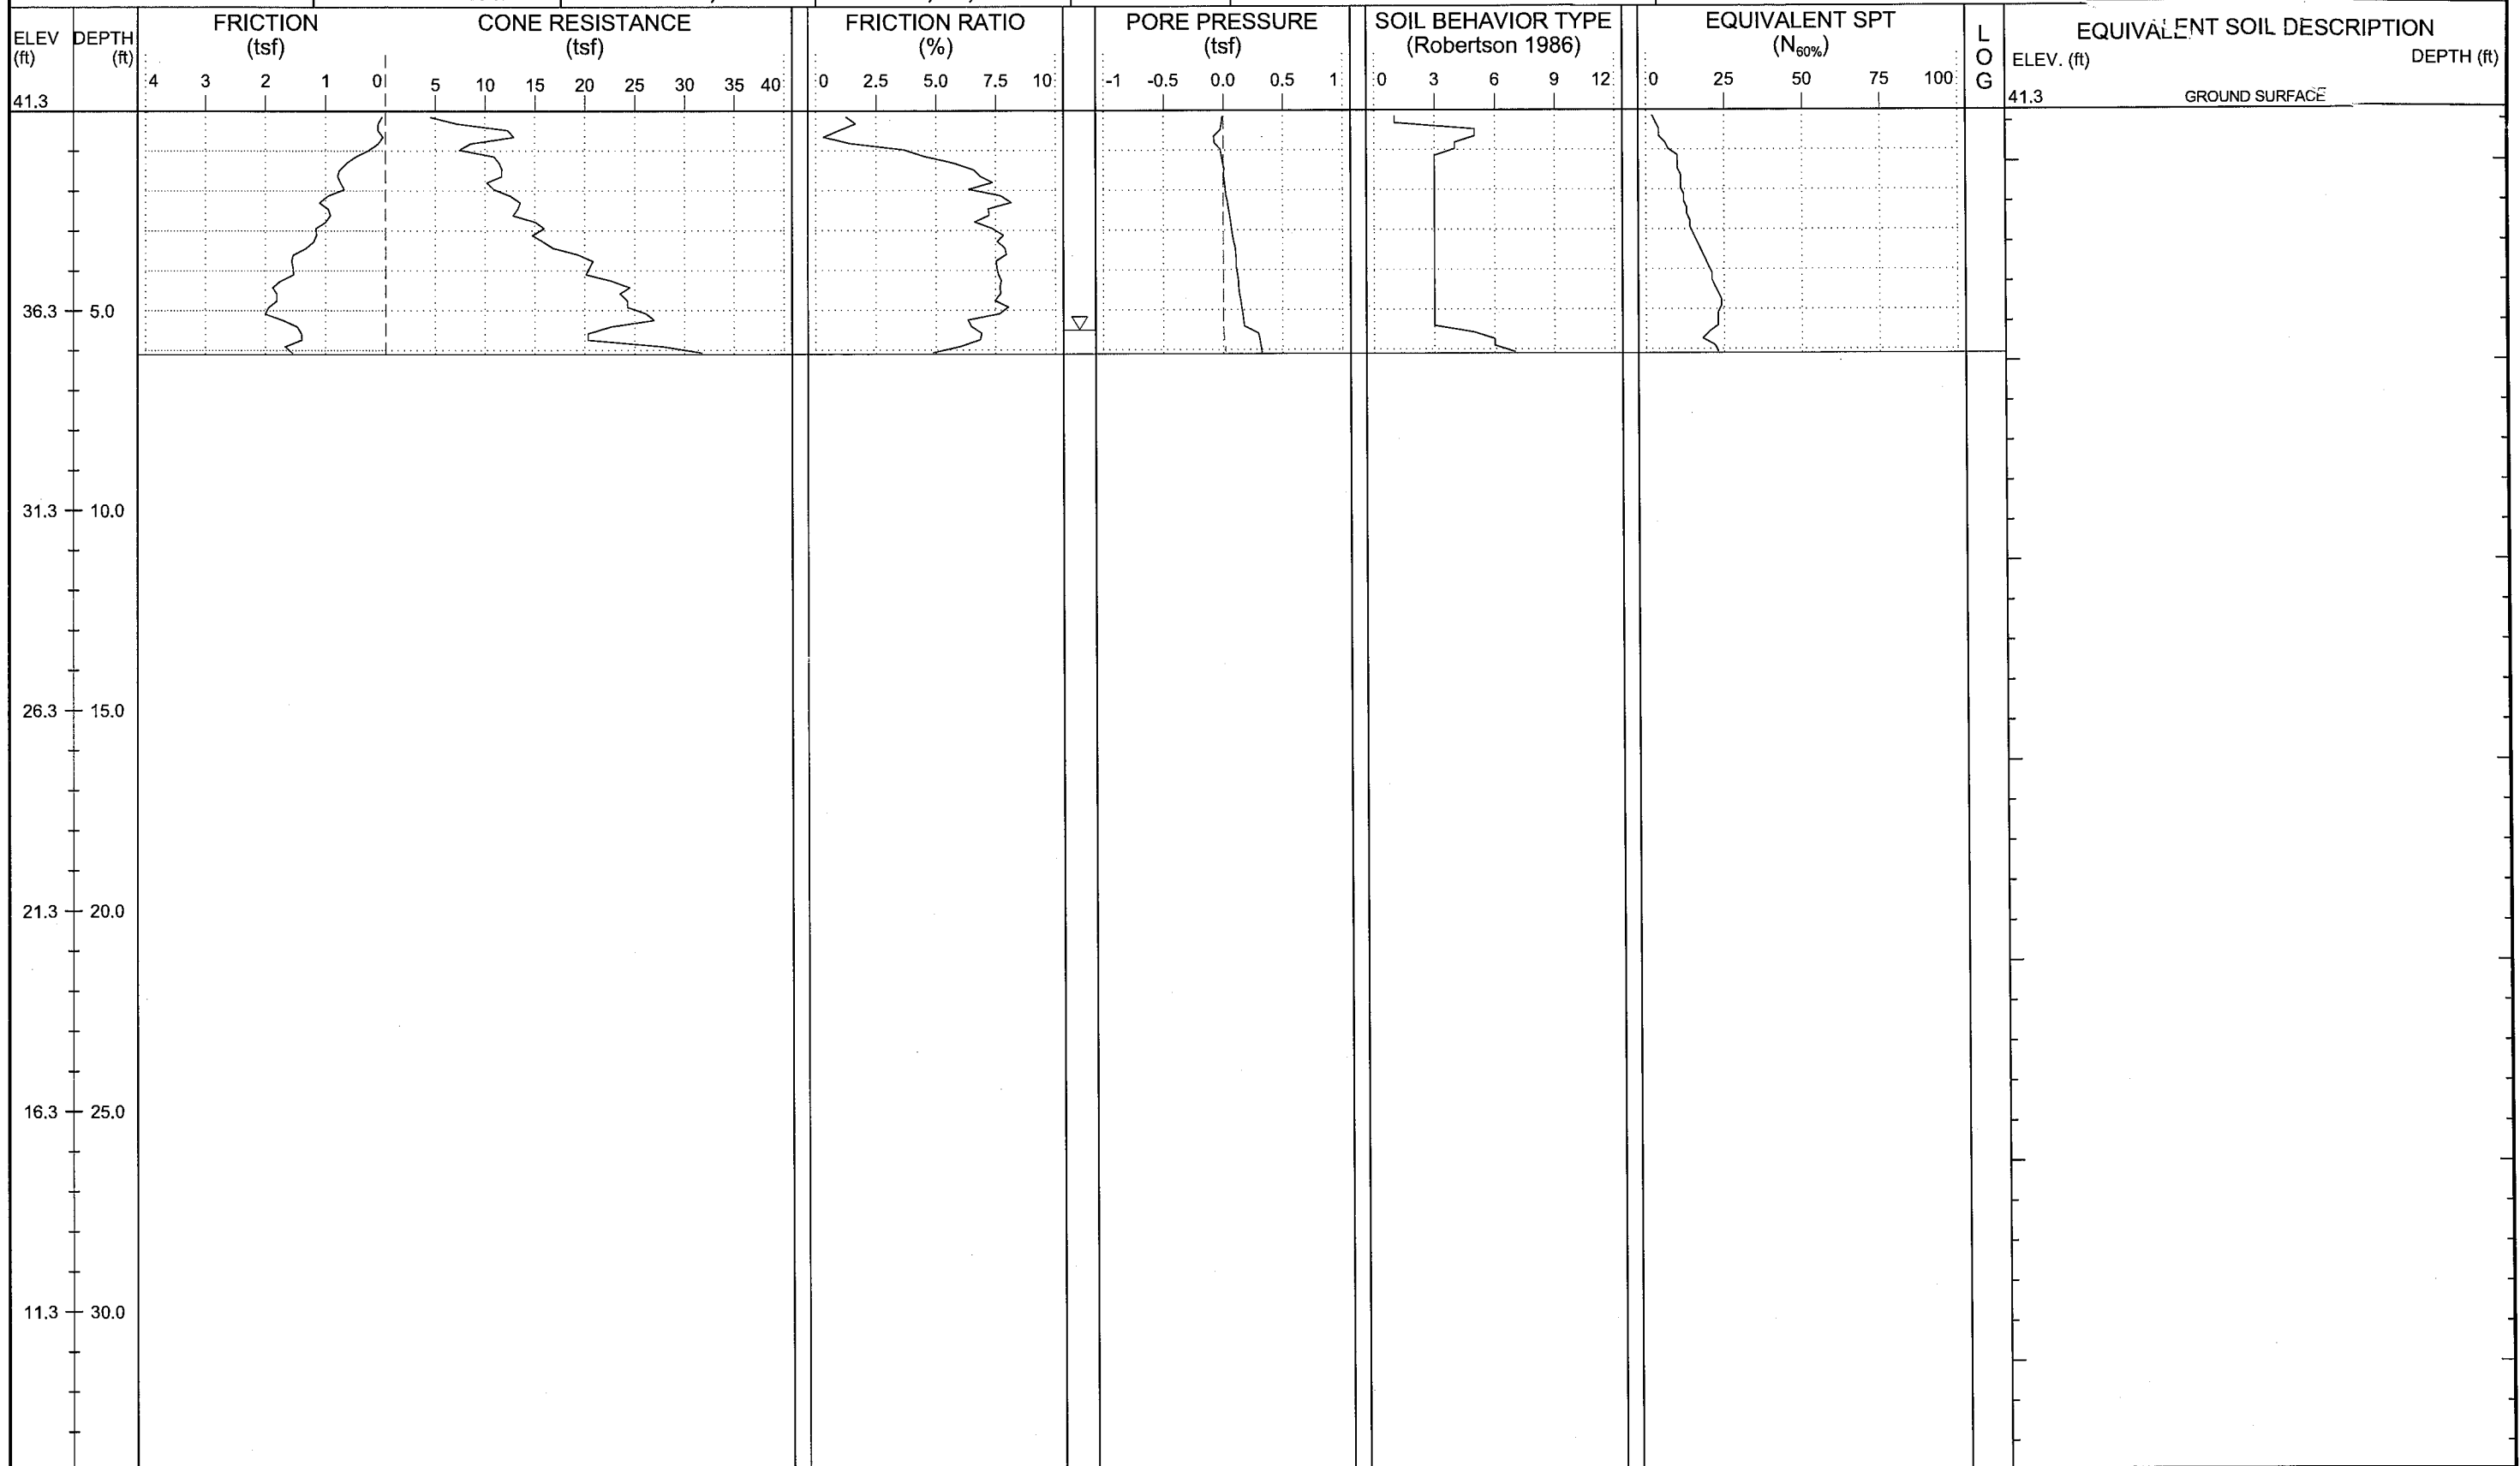 ELEV
(ft)
DEPTH
(ft)
FRICTION
(tsf)
CONE RESISTANCE
(tsf)
FRICTION RATIO
(%)
PORE PRESSURE
(tsf)
SOIL BEHAVIOR TYPE
(Robertson 1986)
EQUIVALENT SPT
(N60%)
L
O
G
EQUIVALENT SOIL DESCRIPTION
ELEV. (ft) DEPTH (ft)
4 3 2 1 0 5 10 15 20 25 30 35 40
0 2.5 5.0 7.5 10
-1 -0.5 0.0 0.5 1
0 3 6 9 12
0 25 50 75 100
41.3
41.3 GROUND SURFACE
36.3 5.0
31.3 10.0
26.3 15.0
21.3 20.0
16.3 25.0
11.3 30.0